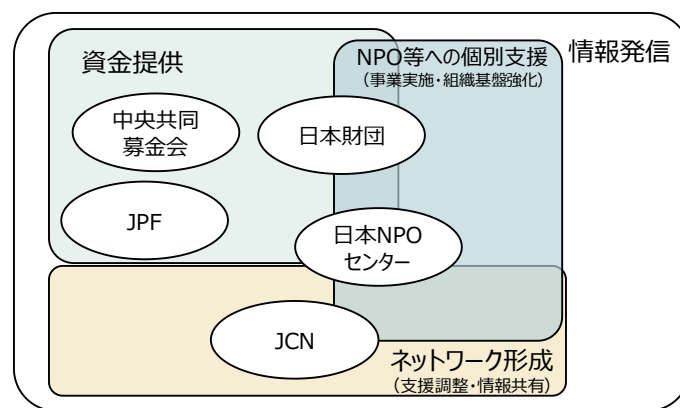 資金提供
NPO等への個別支援
（事業実施・組織基盤強化）
情報発信
中央共同
募金会
日本財団
JPF
日本NPO
センター
JCN
ネットワーク形成
（支援調整・情報共有）